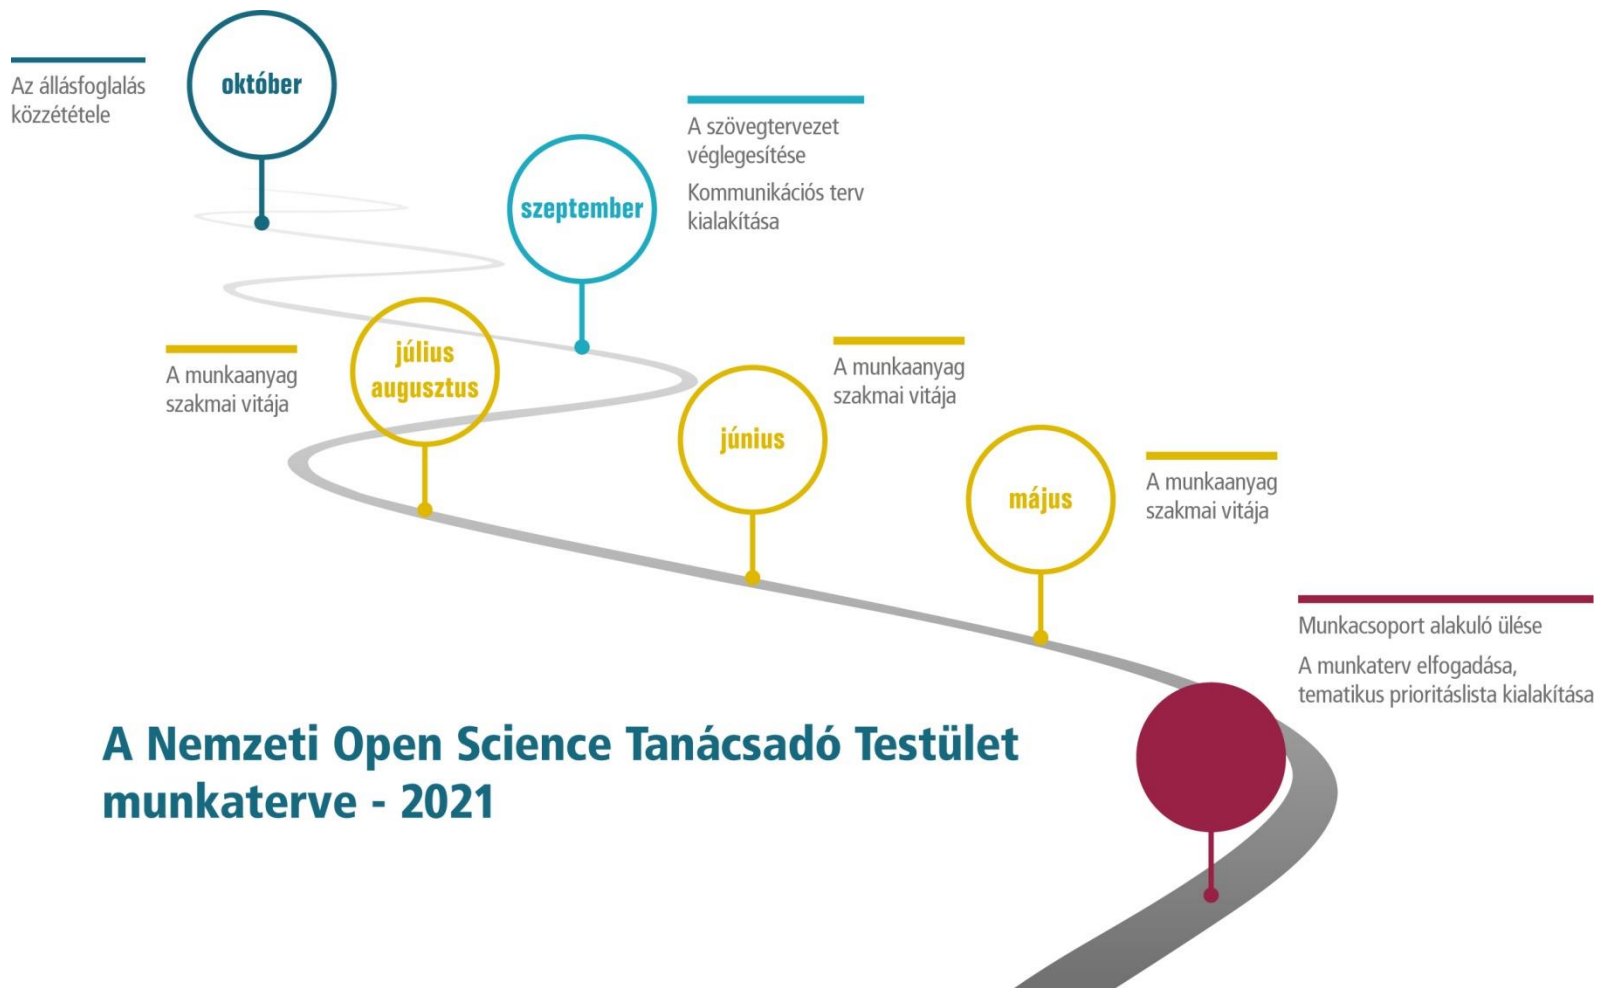 október
Az állásfoglalás
közzététele
szeptember
A szövegtervezet
véglegesítése
Kommunikációs terv
kialakítása
július
augusztus
A munkaanyag
szakmai vitája
június
A munkaanyag
szakmai vitája
május
A munkaanyag
szakmai vitája
Munkacsoport alakuló ülése
A munkaterv elfogadása,
tematikus prioritáslista kialakítása
A Nemzeti Open Science Tanácsadó Testület
munkaterve - 2021